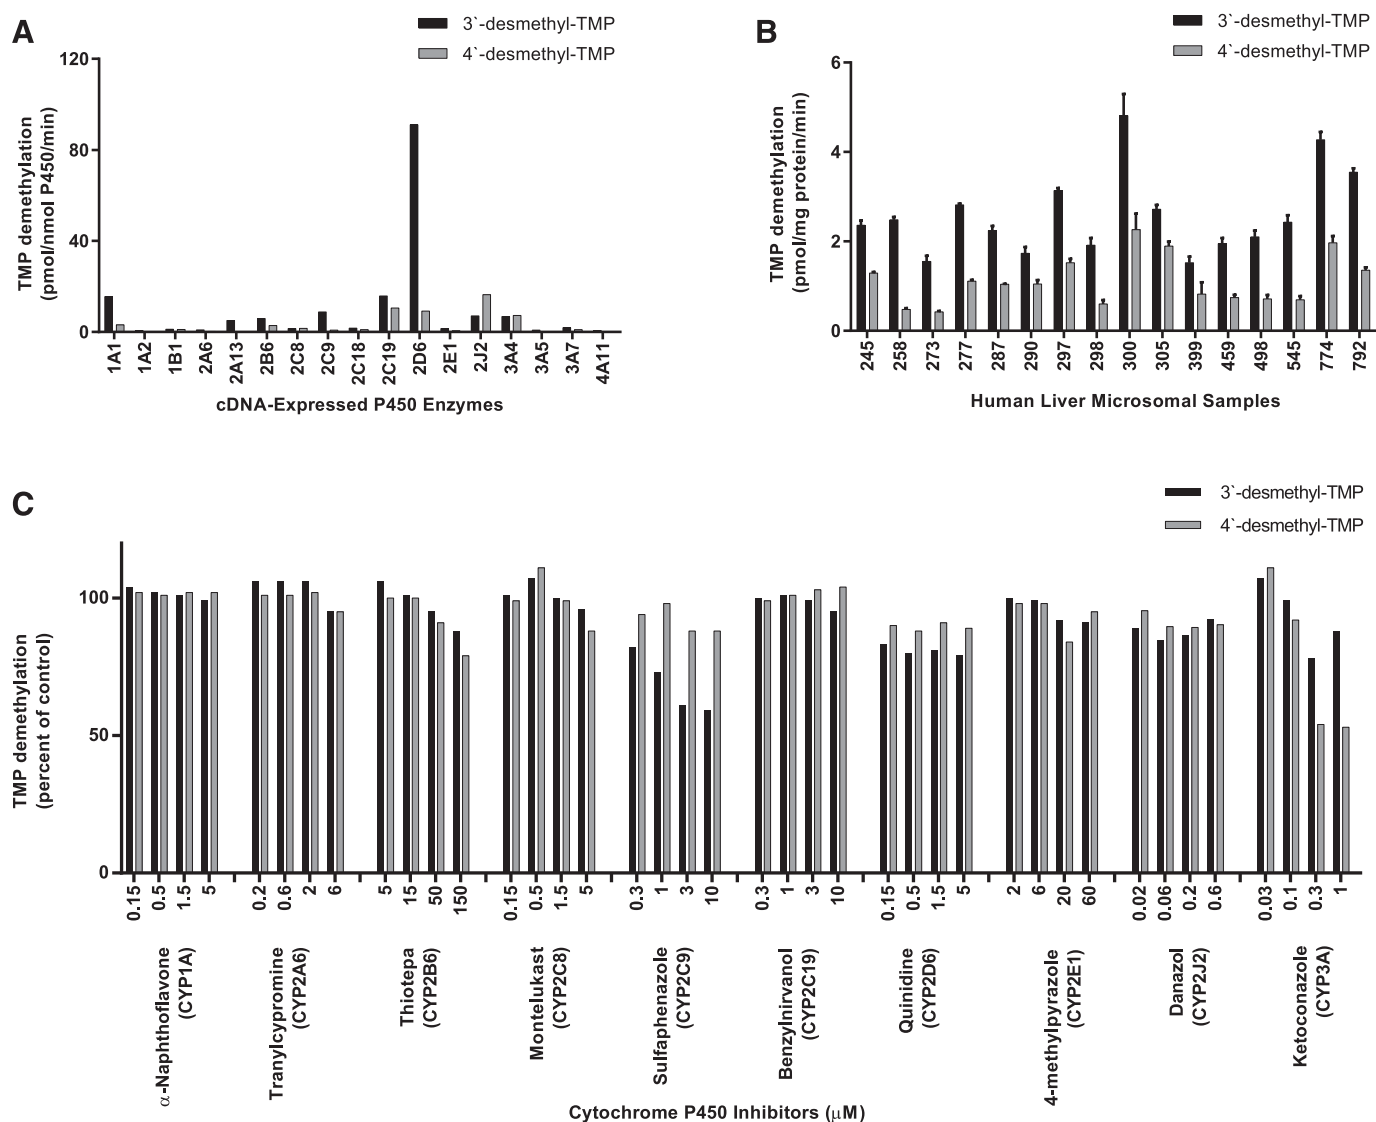 A
3`-desmethyl-TMP
4`-desmethyl-TMP
TMP demethylation
(pmol/nmol P450/min)
120
80
40
0
1A1
1A2
1B1
2A6
2A13
2B6
2C8
2C9
2C18
2C19
2D6
2E1
2J2
3A4
3A5
3A7
4A11
cDNA-Expressed P450 Enzymes
B
3`-desmethyl-TMP
4`-desmethyl-TMP
TMP demethylation
(pmol/mg protein/min)
6
4
2
0
245
258
273
277
287
290
297
298
300
305
399
459
498
545
774
792
Human Liver Microsomal Samples
C
3`-desmethyl-TMP
4`-desmethyl-TMP
TMP demethylation
(percent of control)
100
50
0
0.15
0.5
1.5
5
0.2
0.6
2
6
5
15
50
150
0.15
0.5
1.5
5
0.3
1
3
10
0.3
1
3
10
0.15
0.5
1.5
5
2
6
20
60
0.02
0.06
0.2
0.6
0.03
0.1
0.3
1
α-Naphthoflavone
(CYP1A)
Tranylcypromine
(CYP2A6)
Thiotepa
(CYP2B6)
Montelukast
(CYP2C8)
Sulfaphenazole
(CYP2C9)
Benzylnirvanol
(CYP2C19)
Quinidine
(CYP2D6)
4-methylpyrazole
(CYP2E1)
Danazol
(CYP2J2)
Ketoconazole
(CYP3A)
Cytochrome P450 Inhibitors (μM)